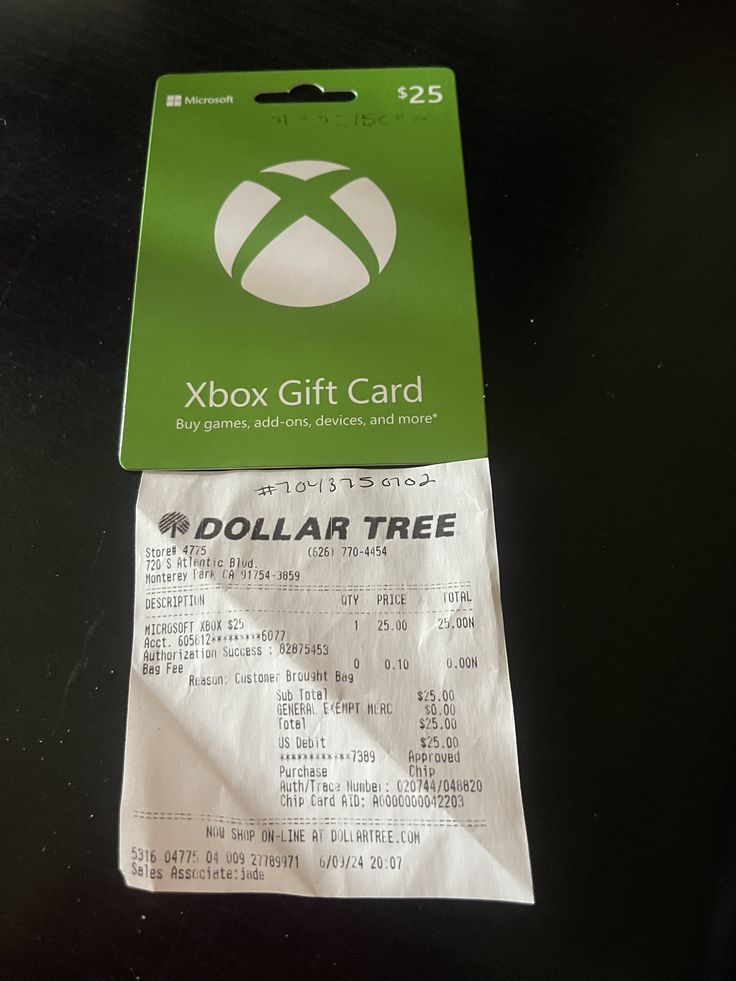 Microsoft
$25
Xbox Gift Card
Buy games, add-ons, devices, and more*
#7043750702
DOLLAR TREE
Store# 4775 (626) 770-4454
720 S Atlantic Blvd.
Monterey Park CA 91754-3859
DESCRIPTION QTY PRICE TOTAL
MICROSOFT XBOX $25 1 25.00 25.00N
Acct. 605612*********6077
Authorization Success : 82875453
Bag Fee 0 0.10 0.00N
Reason: Customer Brought Bag
Sub Total $25.00
GENERAL EXEMPT MERC $0.00
Total $25.00
US Debit $25.00
************7389 Approved
Purchase Chip
Auth/Trace Number: 020744/048820
Chip Card AID: A0000000042203
NOW SHOP ON-LINE AT DOLLARTREE.COM
5316 04775 04 009 27789971 6/09/24 20:07
Sales Associate:jade